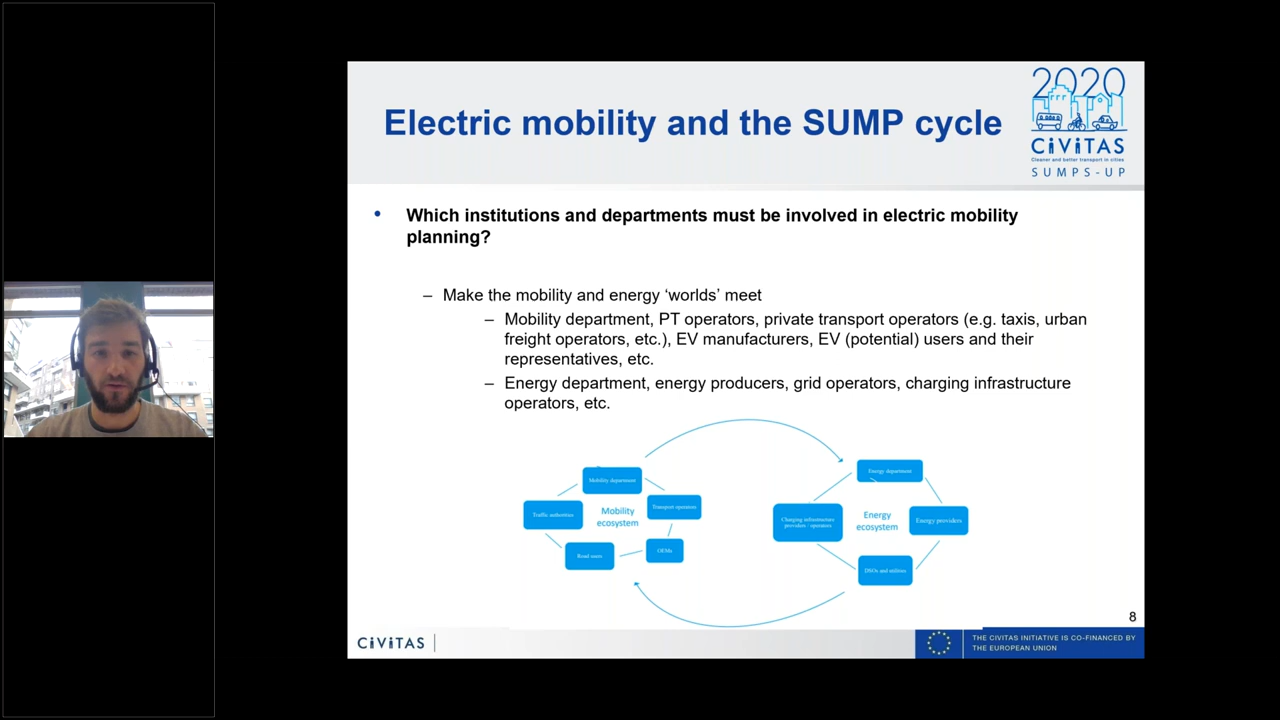 Electric mobility and the SUMP cycle
2020
CiViTAS
Cleaner and better transport in cities
SUMPS-UP
• Which institutions and departments must be involved in electric mobility
planning?
– Make the mobility and energy ‘worlds’ meet
– Mobility department, PT operators, private transport operators (e.g. taxis, urban
freight operators, etc.), EV manufacturers, EV (potential) users and their
representatives, etc.
– Energy department, energy producers, grid operators, charging infrastructure
operators, etc.
Mobility department
Traffic authorities
Mobility
ecosystem
Transport operators
Road users
OEMs
Energy department
Charging infrastructure
providers / operators
Energy
ecosystem
Energy providers
DSOs and utilities
8
CiViTAS
THE CIVITAS INITIATIVE IS CO-FINANCED BY
THE EUROPEAN UNION